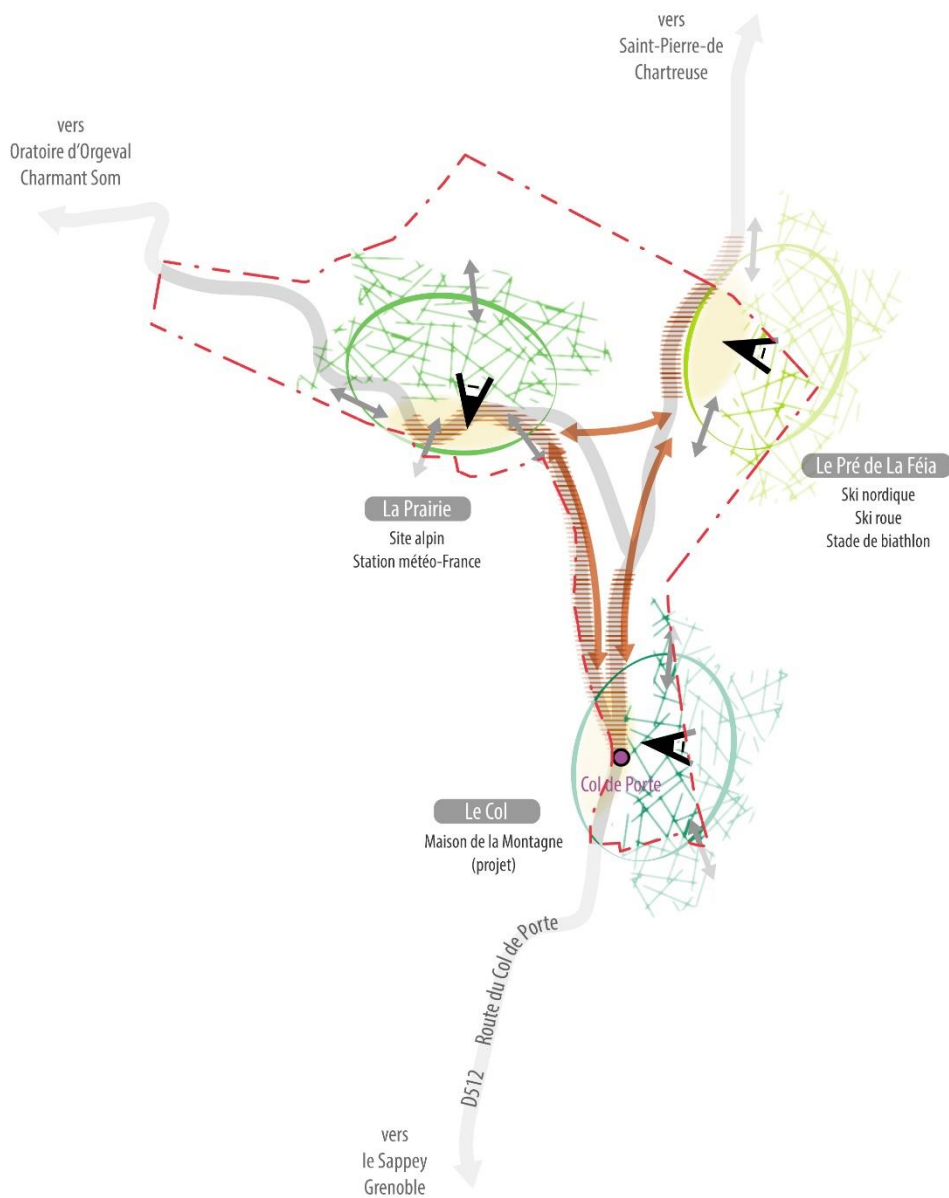 vers
Saint-Pierre-de
Chartreuse
vers
Oratoire d'Orgeval
Charmant Som
Le Pré de La Féia
Ski nordique
Ski roue
Stade de biathlon
La Prairie
Site alpin
Station météo-France
Col de Porte
Le Col
Maison de la Montagne
(projet)
D512 Route du Col de Porte
vers
le Sappey
Grenoble